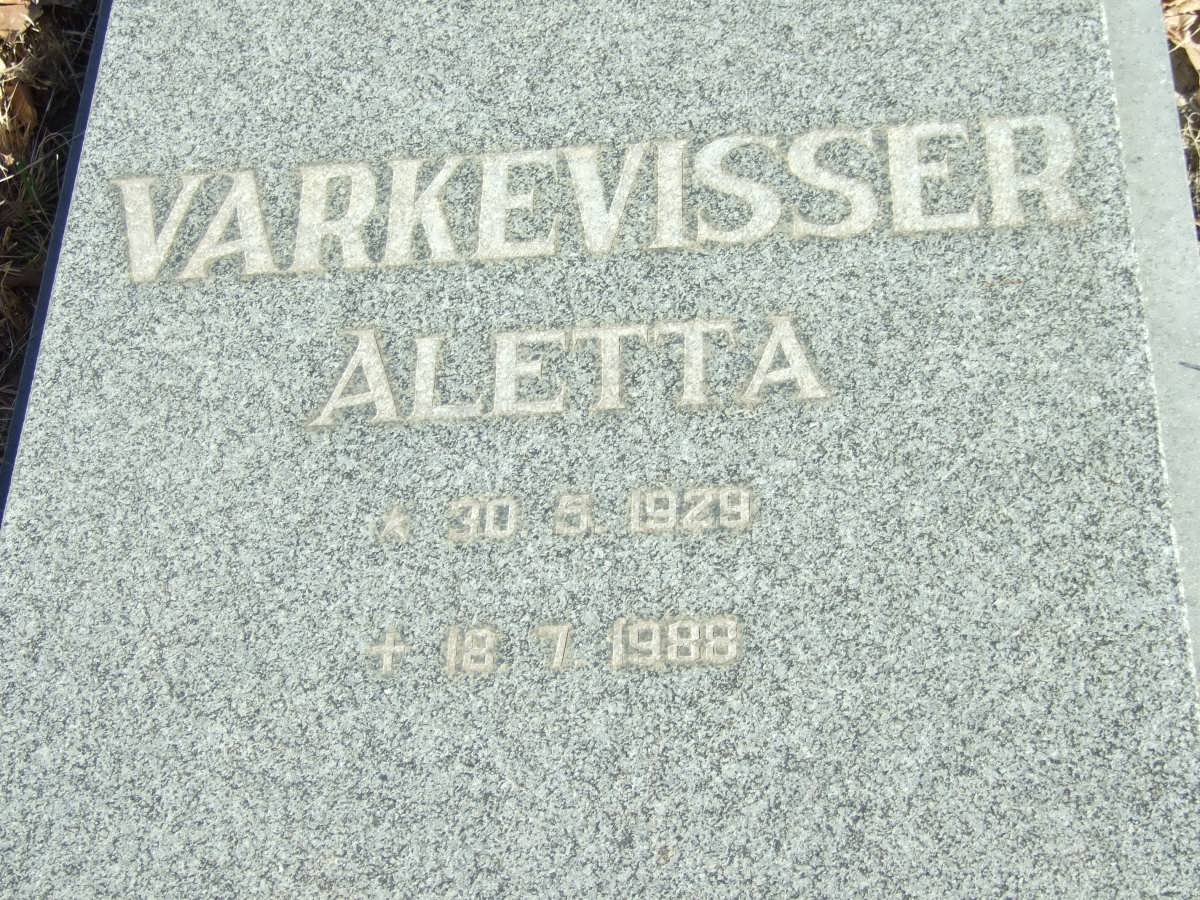 VARKEVISSER
ALETTA
★ 30. 5. 1929
✝ 18. 7. 1988